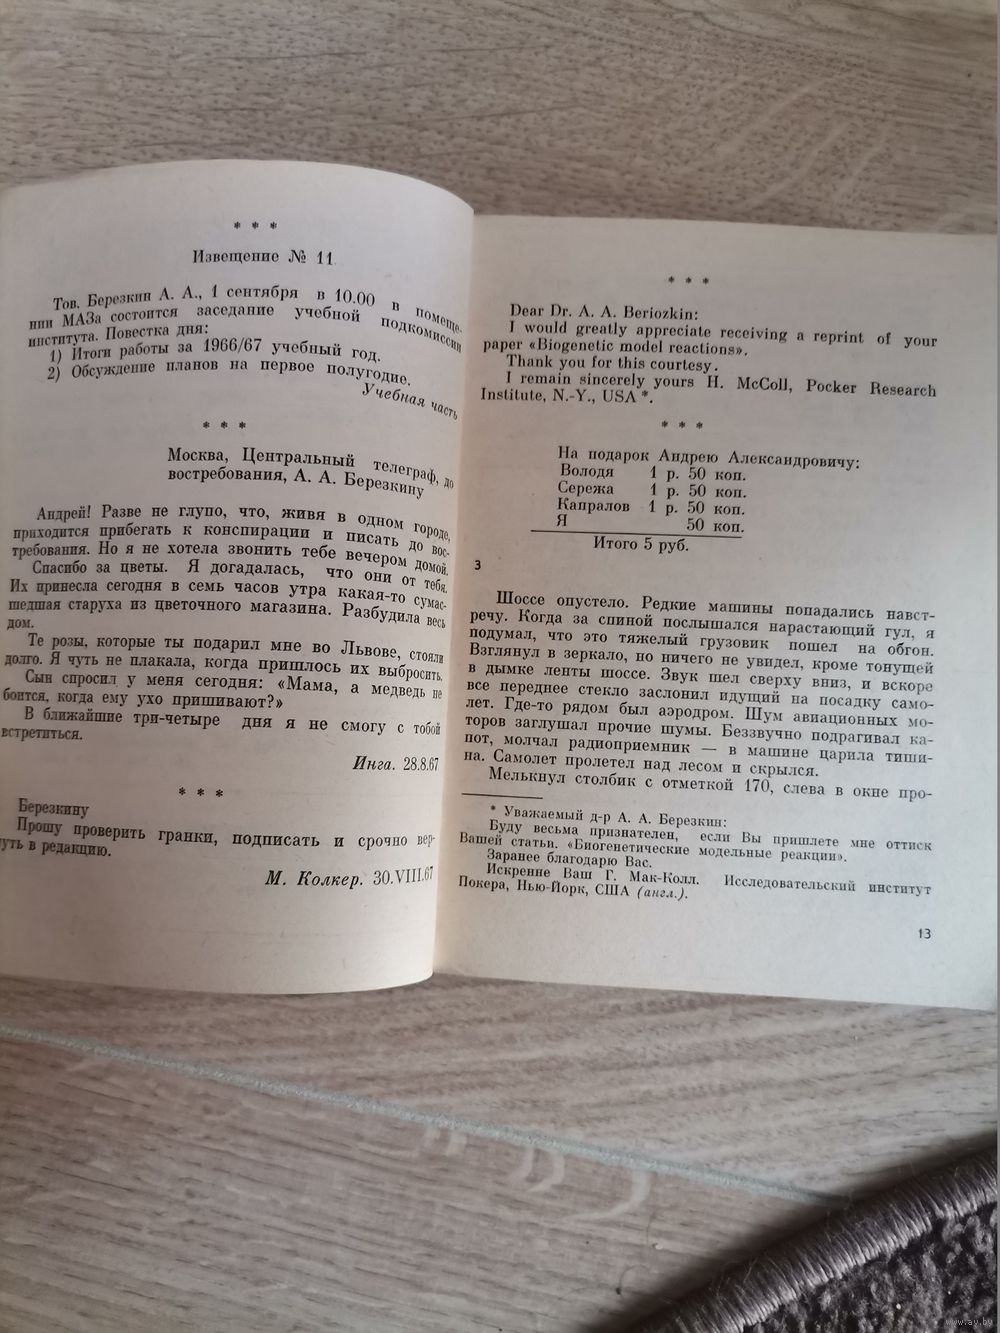 * * *
Извещение № 11
Тов. Березкин А. А., 1 сентября в 10.00 в помеще-
нии МАЗа состоится заседание учебной подкомиссии
института. Повестка дня:
1) Итоги работы за 1966/67 учебный год.
2) Обсуждение планов на первое полугодие.
Учебная часть
* * *
Москва, Центральный телеграф, до
востребования, А. А. Березкину
Андрей! Разве не глупо, что, живя в одном городе,
приходится прибегать к конспирации и писать до вос-
требования. Но я не хотела звонить тебе вечером домой.
Спасибо за цветы. Я догадалась, что они от тебя.
Их принесла сегодня в семь часов утра какая-то сумас-
шедшая старуха из цветочного магазина. Разбудила весь
дом.
Те розы, которые ты подарил мне во Львове, стояли
долго. Я чуть не плакала, когда пришлось их выбросить.
Сын спросил у меня сегодня: «Мама, а медведь не
боится, когда ему ухо пришивают?»
В ближайшие три-четыре дня я не смогу с тобой
встретиться.
Инга. 28.8.67
* * *
Березкину
Прошу проверить гранки, подписать и срочно вер-
уть в редакцию.
М. Колкер. 30.VIII.67
* * *
Dear Dr. A. A. Beriozkin:
I would greatly appreciate receiving a reprint of your
paper «Biogenetic model reactions».
Thank you for this courtesy.
I remain sincerely yours H. McColl, Pocker Research
Institute, N.-Y., USA *.
* * *
На подарок Андрею Александровичу:
Володя 1 р. 50 коп.
Сережа 1 р. 50 коп.
Капралов 1 р. 50 коп.
Я 50 коп.
Итого 5 руб.
3
Шоссе опустело. Редкие машины попадались навст-
речу. Когда за спиной послышался нарастающий гул, я
подумал, что это тяжелый грузовик пошел на обгон.
Взглянул в зеркало, но ничего не увидел, кроме тонущей
в дымке ленты шоссе. Звук шел сверху вниз, и вскоре
все переднее стекло заслонил идущий на посадку само-
лет. Где-то рядом был аэродром. Шум авиационных мо-
торов заглушал прочие шумы. Беззвучно подрагивал ка-
пот, молчал радиоприемник — в машине царила тиши-
на. Самолет пролетел над лесом и скрылся.
Мелькнул столбик с отметкой 170, слева в окне про-
* Уважаемый д-р А. А. Березкин:
Буду весьма признателен, если Вы пришлете мне оттиск
Вашей статьи. «Биогенетические модельные реакции».
Заранее благодарю Вас.
Искренне Ваш Г. Мак-Колл. Исследовательский институт
Покера, Нью-Йорк, США (англ.).
13
www.ay.by